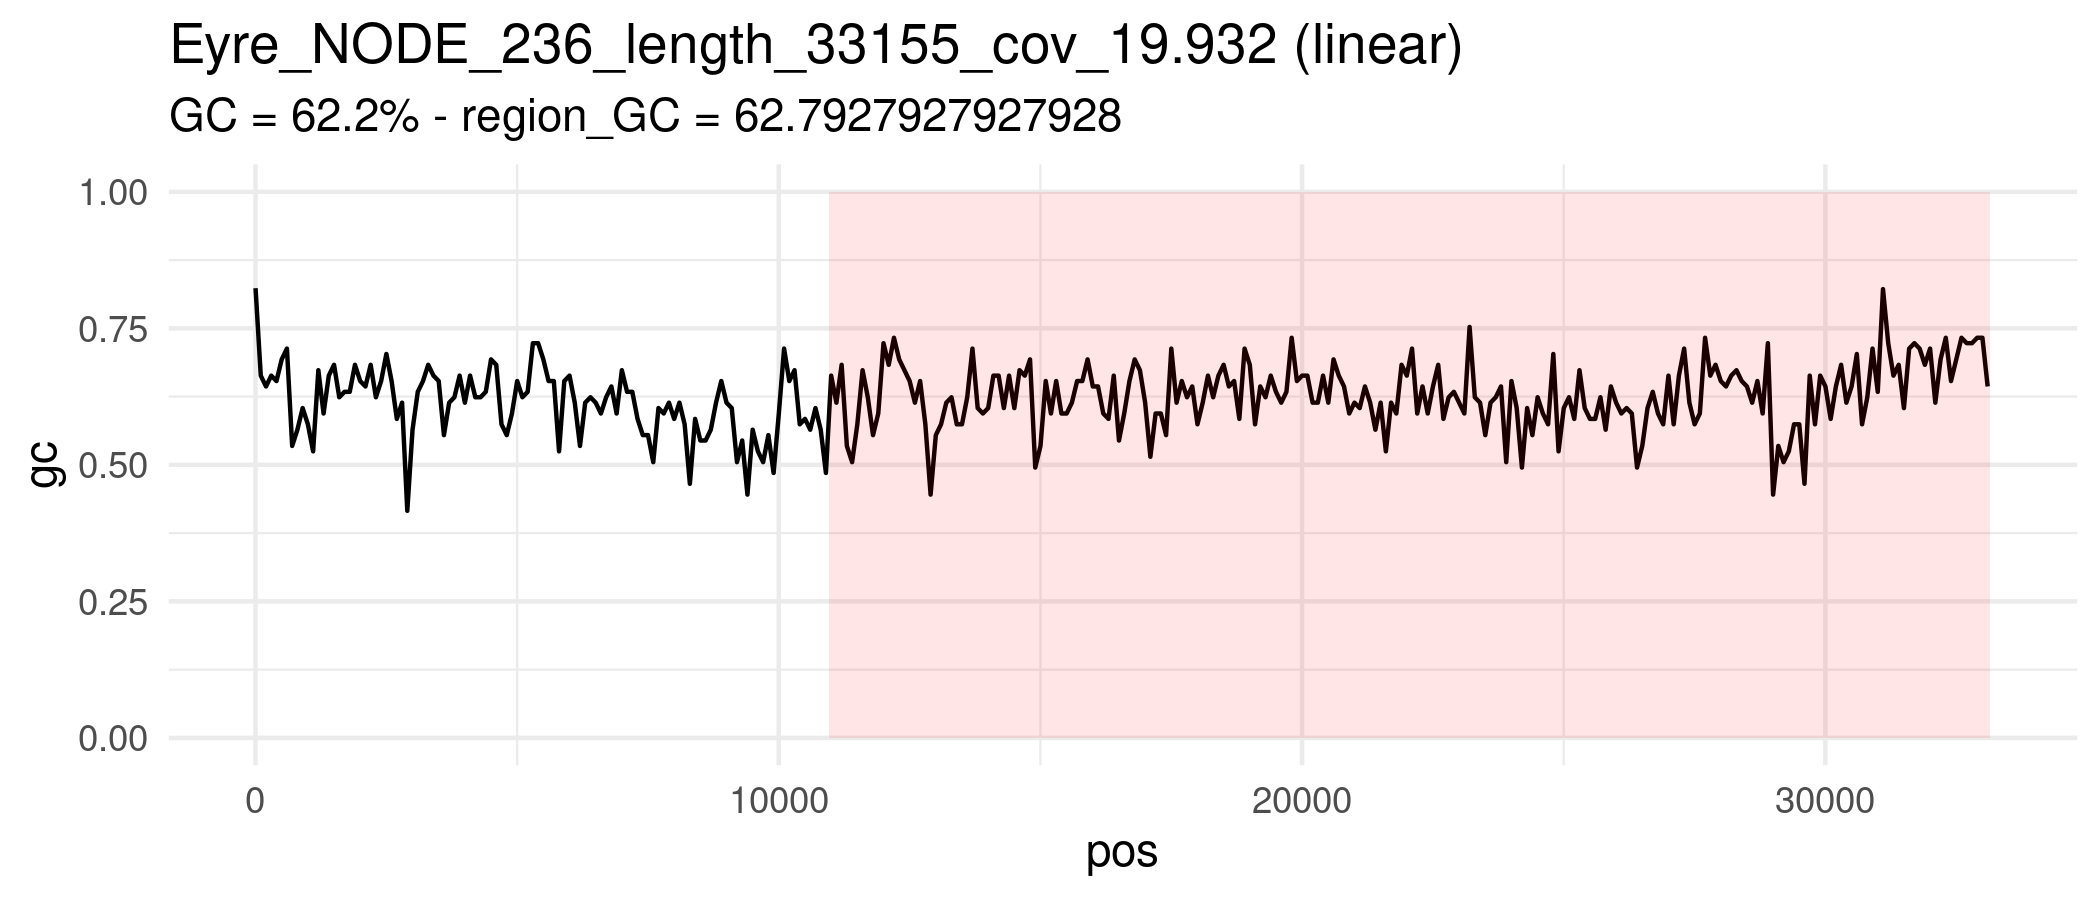 Eyre_NODE_236_length_33155_cov_19.932 (linear)
GC = 62.2% - region_GC = 62.7927927927928
1.00
0.75
0.50
0.25
0.00
gc
0 10000 20000 30000
pos